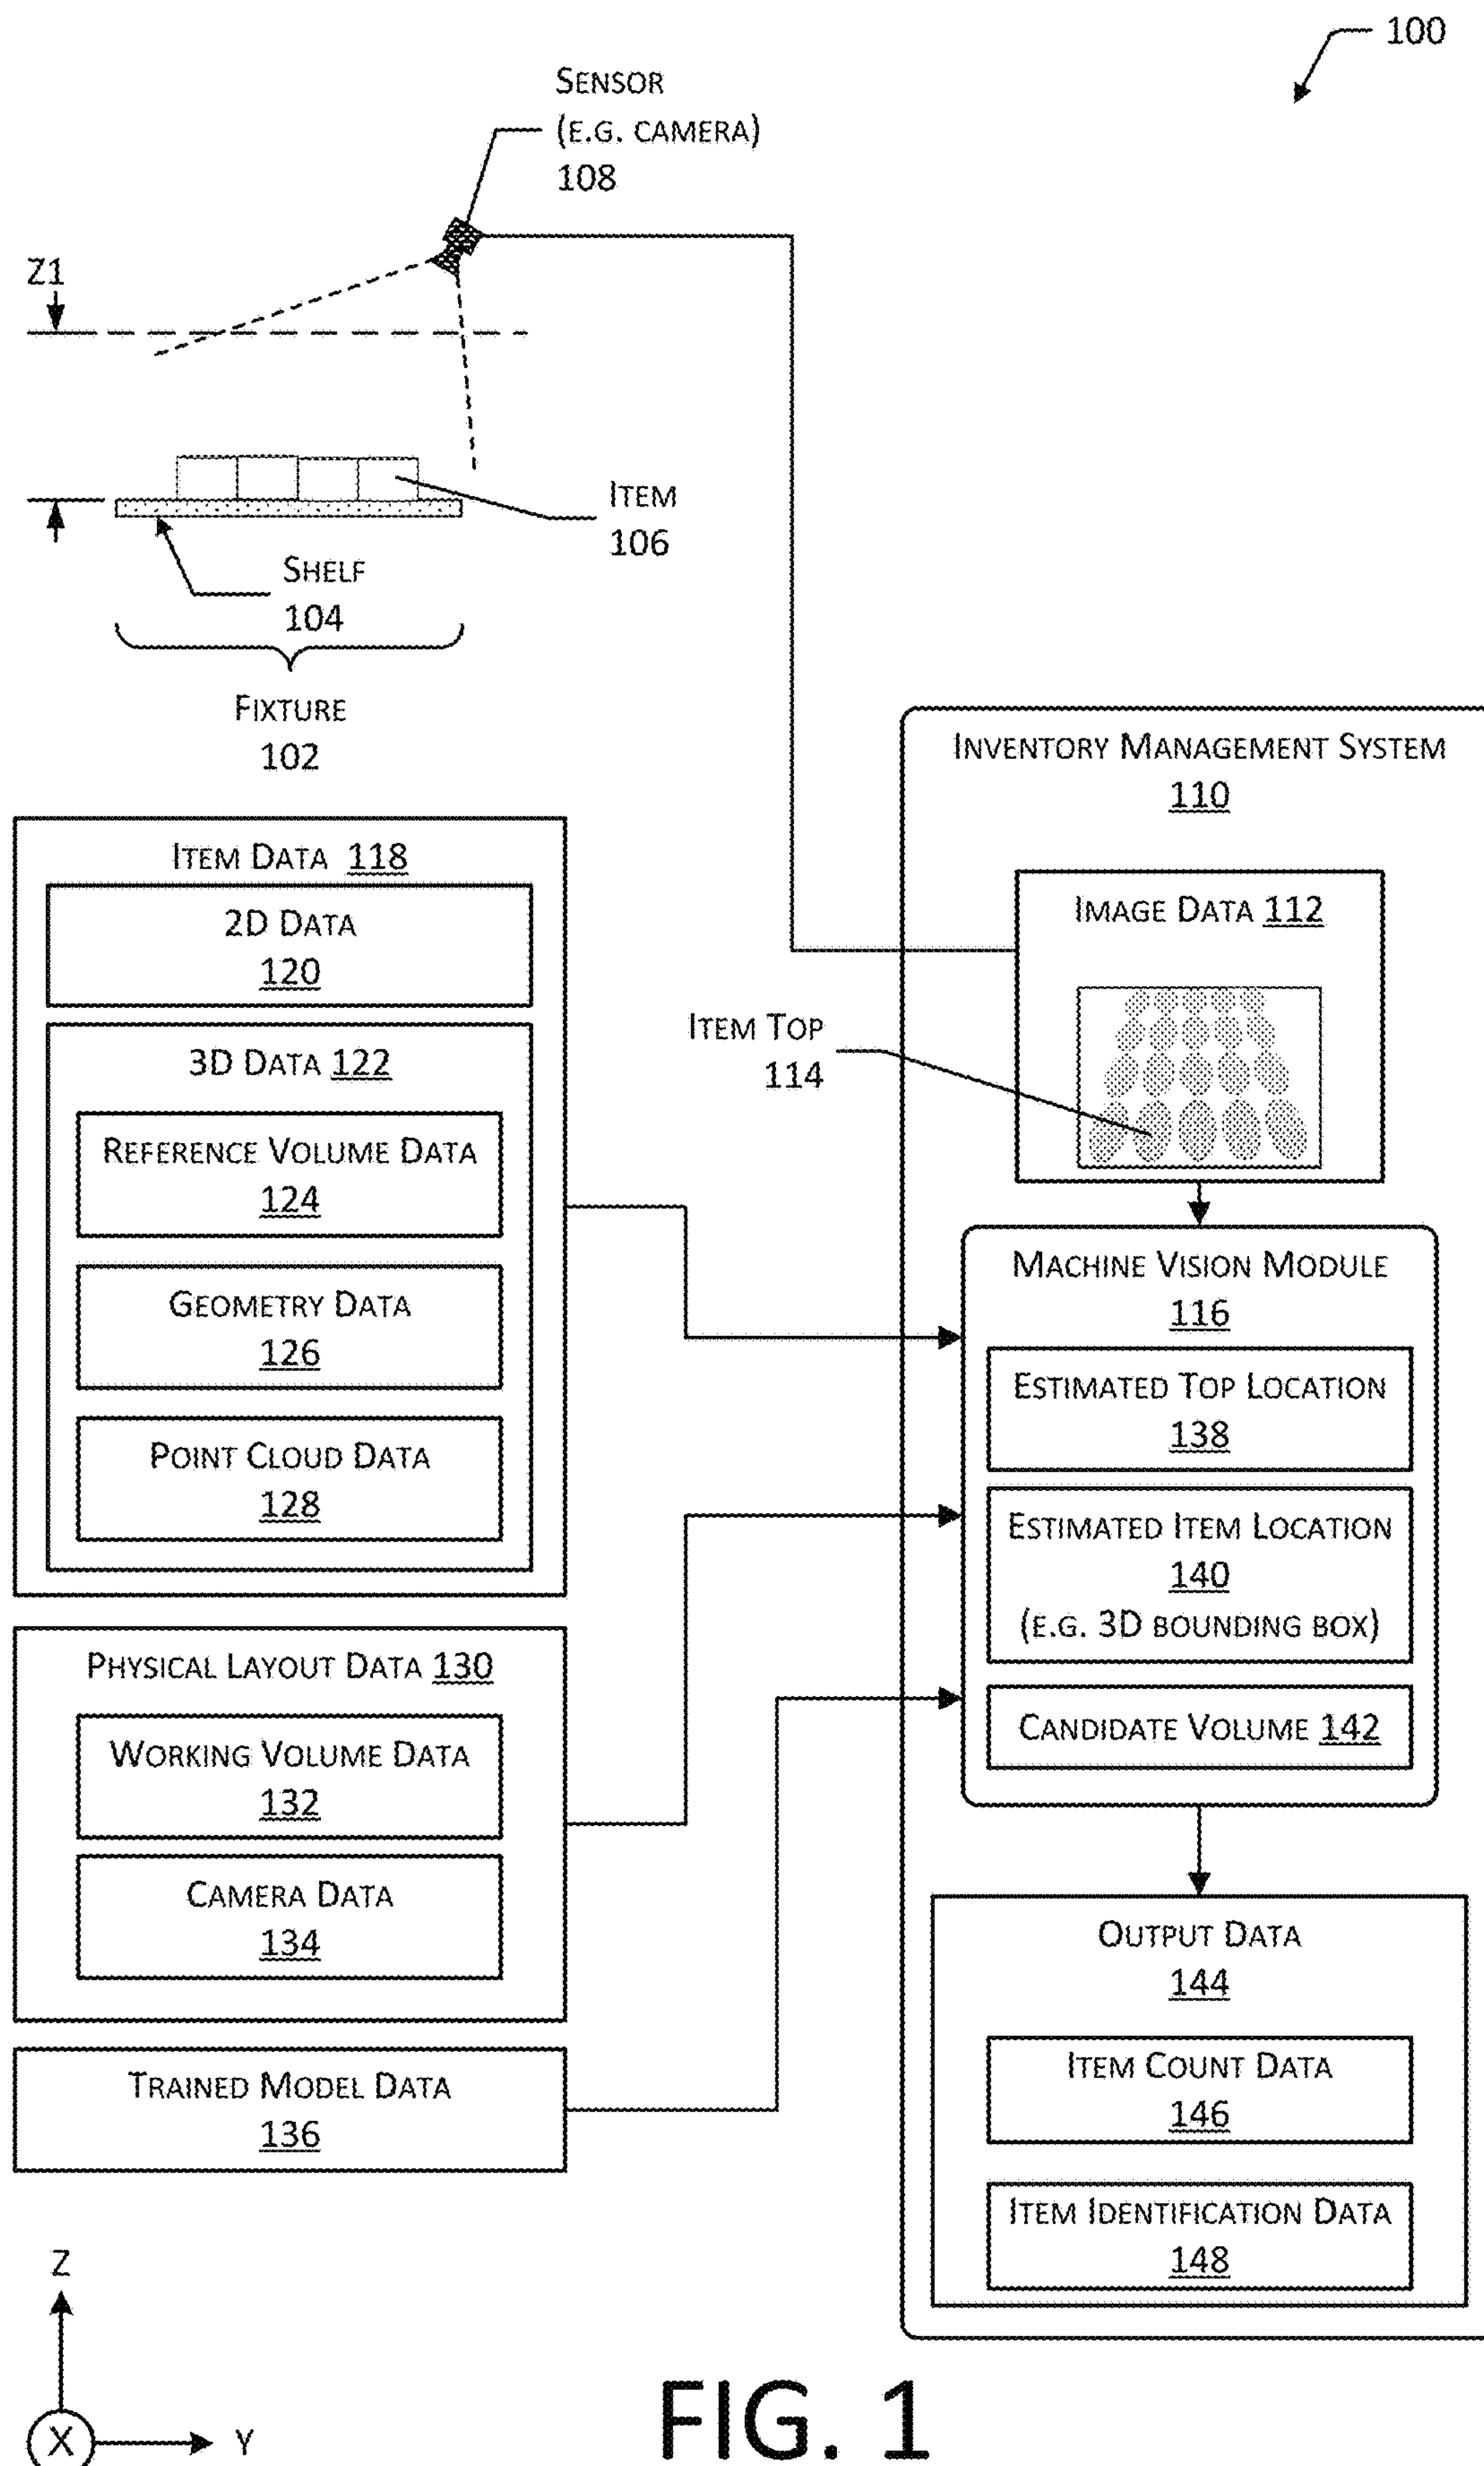 100
SENSOR
(E.G. CAMERA)
108
Z1
ITEM
106
SHELF
104
FIXTURE
102
INVENTORY MANAGEMENT SYSTEM
110
IMAGE DATA 112
ITEM TOP
114
ITEM DATA 118
2D DATA
120
3D DATA 122
REFERENCE VOLUME DATA
124
GEOMETRY DATA
126
POINT CLOUD DATA
128
MACHINE VISION MODULE
116
ESTIMATED TOP LOCATION
138
ESTIMATED ITEM LOCATION
140
(E.G. 3D BOUNDING BOX)
CANDIDATE VOLUME 142
PHYSICAL LAYOUT DATA 130
WORKING VOLUME DATA
132
CAMERA DATA
134
TRAINED MODEL DATA
136
OUTPUT DATA
144
ITEM COUNT DATA
146
ITEM IDENTIFICATION DATA
148
Z
X
Y
FIG. 1